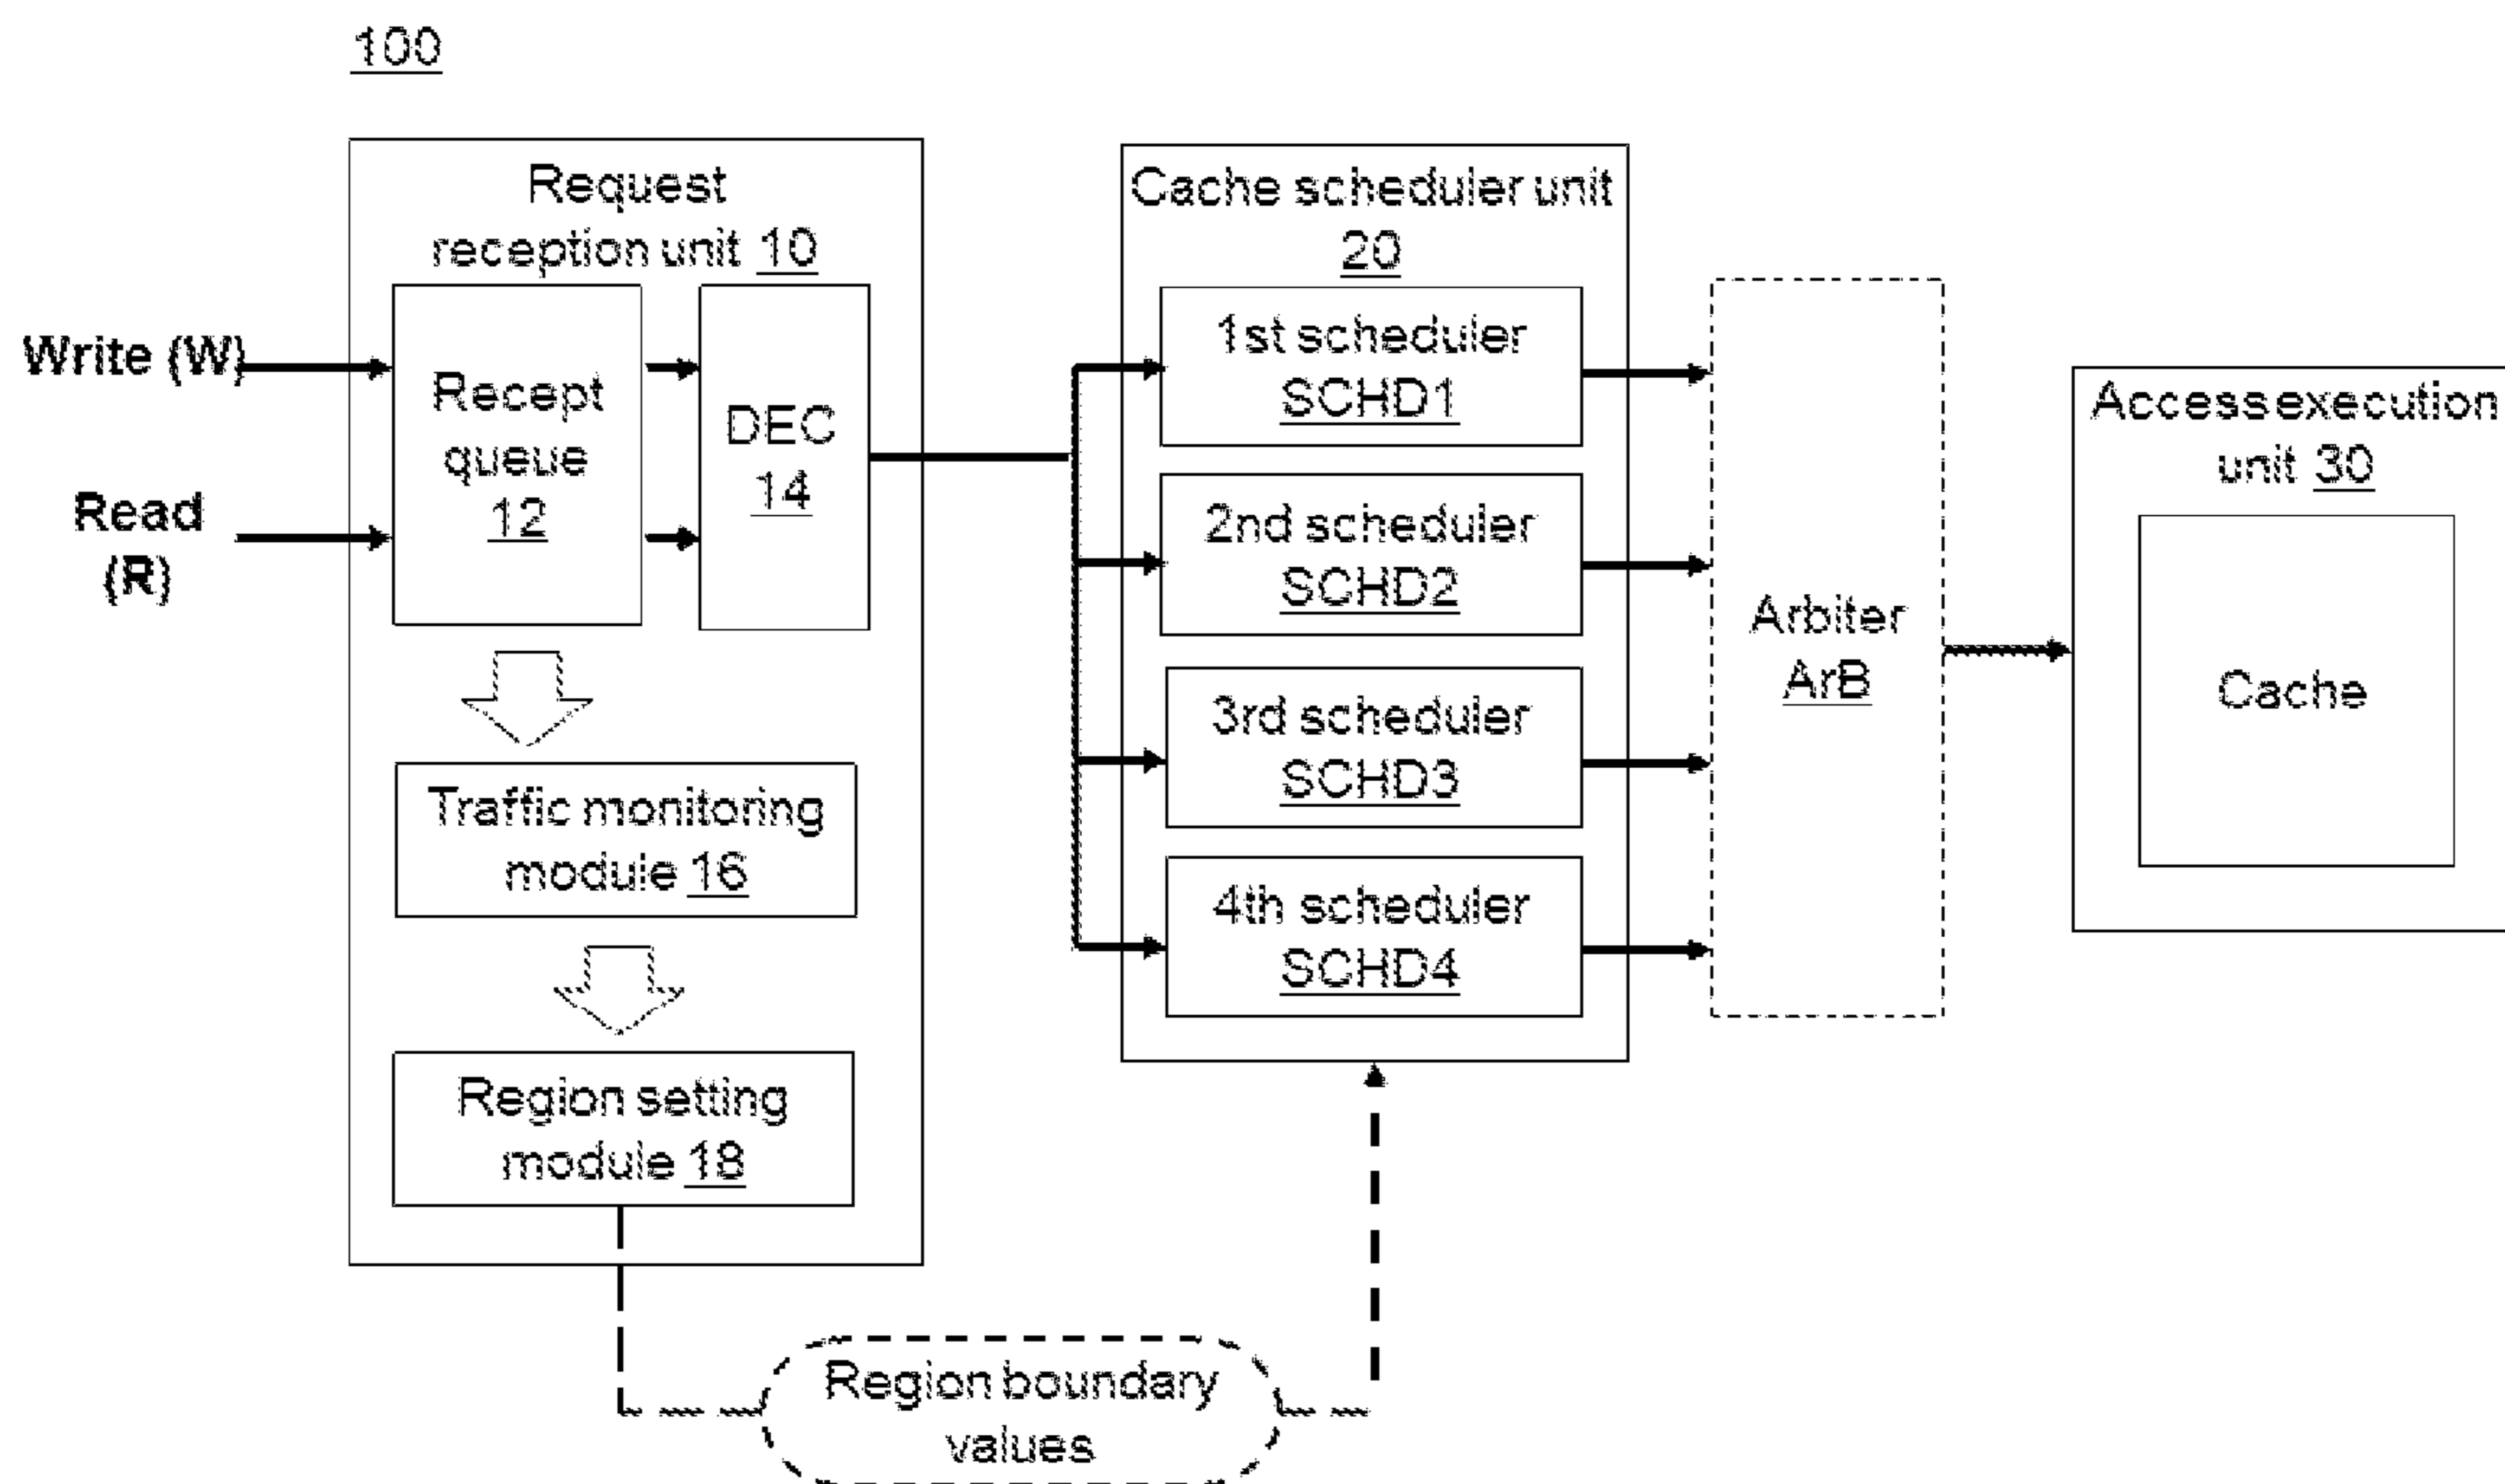 100
Request
reception unit 10
Write (W)
Read
(R)
Recept
queue
12
DEC
14
Traffic monitoring
module 16
Region setting
module 18
Region boundary
values
Cache scheduler unit
20
1st scheduler
SCHD1
2nd scheduler
SCHD2
3rd scheduler
SCHD3
4th scheduler
SCHD4
Arbiter
ArB
Access execution
unit 30
Cache